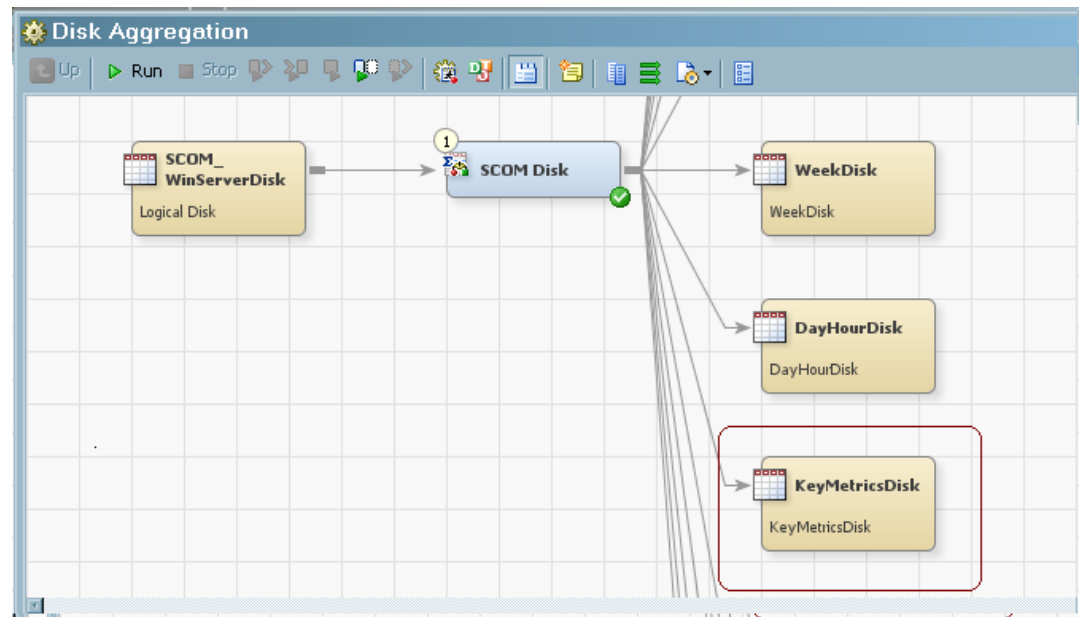 Disk Aggregation
Up Run Stop
SCOM_
WinServerDisk
Logical Disk
1
SCOM Disk
WeekDisk
WeekDisk
DayHourDisk
DayHourDisk
KeyMetricsDisk
KeyMetricsDisk